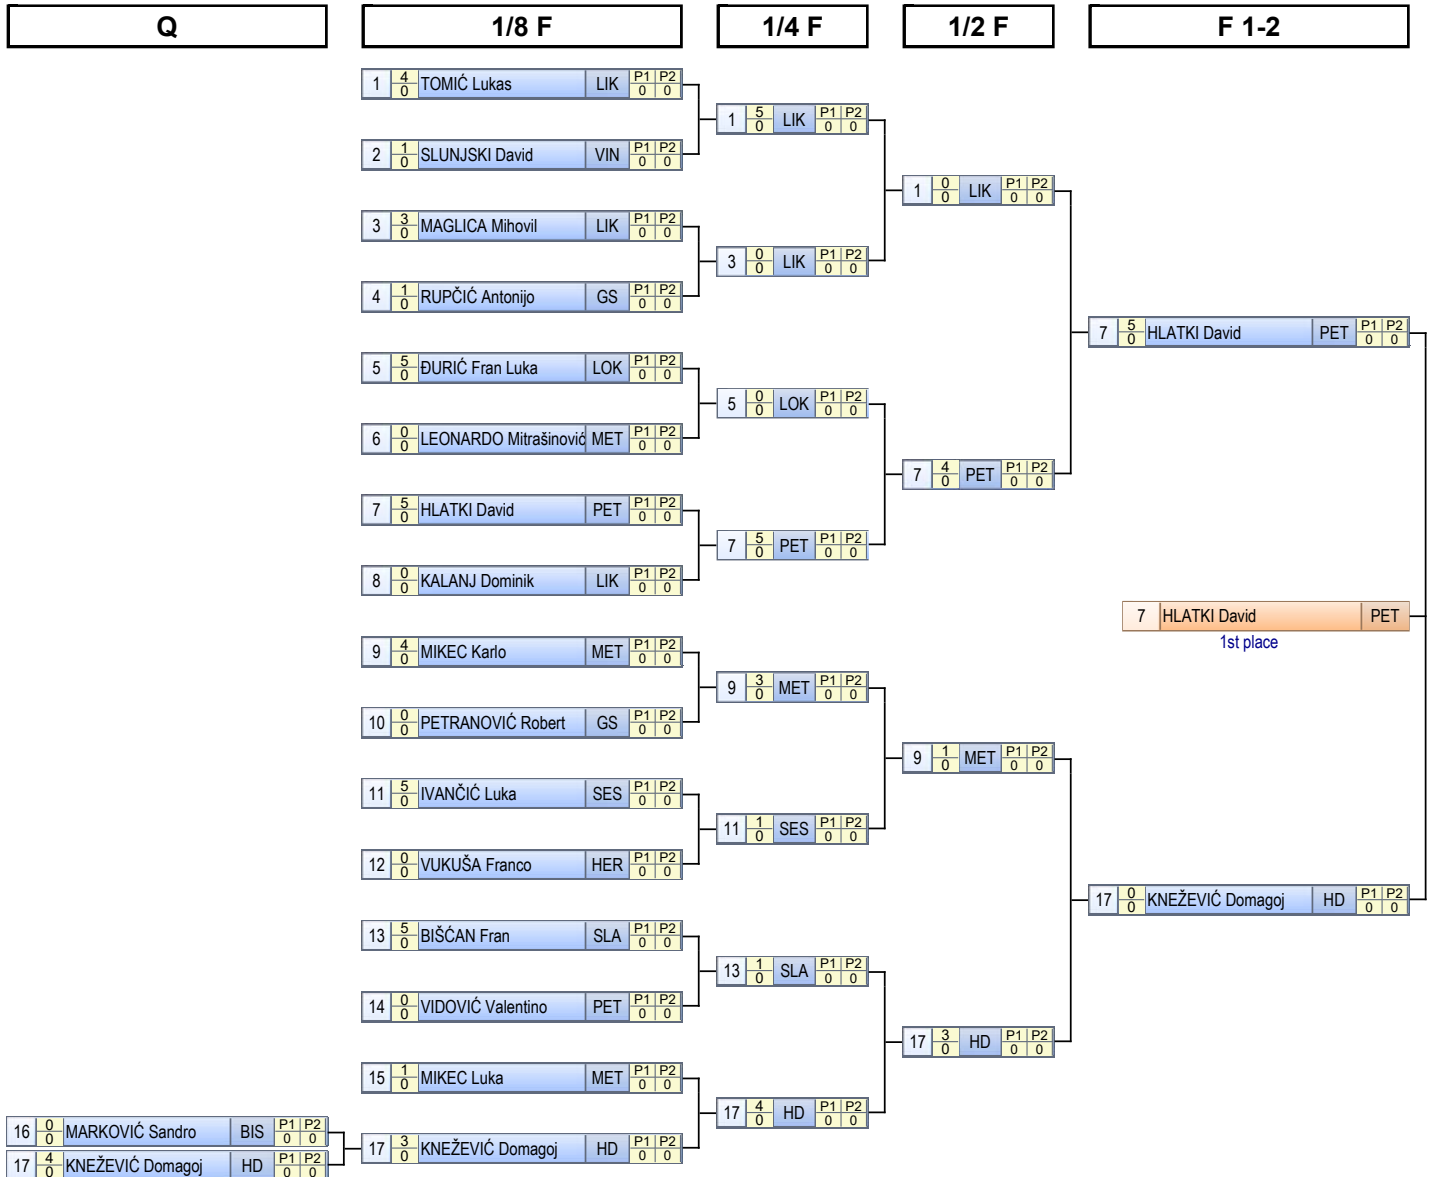 Q 1/8 F 1/4 F 1/2 F F 1-2
1 4 0 TOMIĆ Lukas LIK P1 P2 0 0
1 5 0 LIK P1 P2 0 0
2 1 0 SLUNJSKI David VIN P1 P2 0 0
1 0 0 LIK P1 P2 0 0
3 3 0 MAGLICA Mihovil LIK P1 P2 0 0
3 0 0 LIK P1 P2 0 0
4 1 0 RUPČIĆ Antonijo GS P1 P2 0 0
7 5 0 HLATKI David PET P1 P2 0 0
5 5 0 ĐURIĆ Fran Luka LOK P1 P2 0 0
5 0 0 LOK P1 P2 0 0
6 0 0 LEONARDO Mitrašinović MET P1 P2 0 0
7 4 0 PET P1 P2 0 0
7 5 0 HLATKI David PET P1 P2 0 0
7 5 0 PET P1 P2 0 0
8 0 0 KALANJ Dominik LIK P1 P2 0 0
7 HLATKI David PET
1st place
9 4 0 MIKEC Karlo MET P1 P2 0 0
9 3 0 MET P1 P2 0 0
10 0 0 PETRANOVIĆ Robert GS P1 P2 0 0
9 1 0 MET P1 P2 0 0
11 5 0 IVANČIĆ Luka SES P1 P2 0 0
11 1 0 SES P1 P2 0 0
12 0 0 VUKUŠA Franco HER P1 P2 0 0
17 0 0 KNEŽEVIĆ Domagoj HD P1 P2 0 0
13 5 0 BIŠĆAN Fran SLA P1 P2 0 0
13 1 0 SLA P1 P2 0 0
14 0 0 VIDOVIĆ Valentino PET P1 P2 0 0
17 3 0 HD P1 P2 0 0
15 1 0 MIKEC Luka MET P1 P2 0 0
17 4 0 HD P1 P2 0 0
16 0 0 MARKOVIĆ Sandro BIS P1 P2 0 0
17 3 0 KNEŽEVIĆ Domagoj HD P1 P2 0 0
17 4 0 KNEŽEVIĆ Domagoj HD P1 P2 0 0